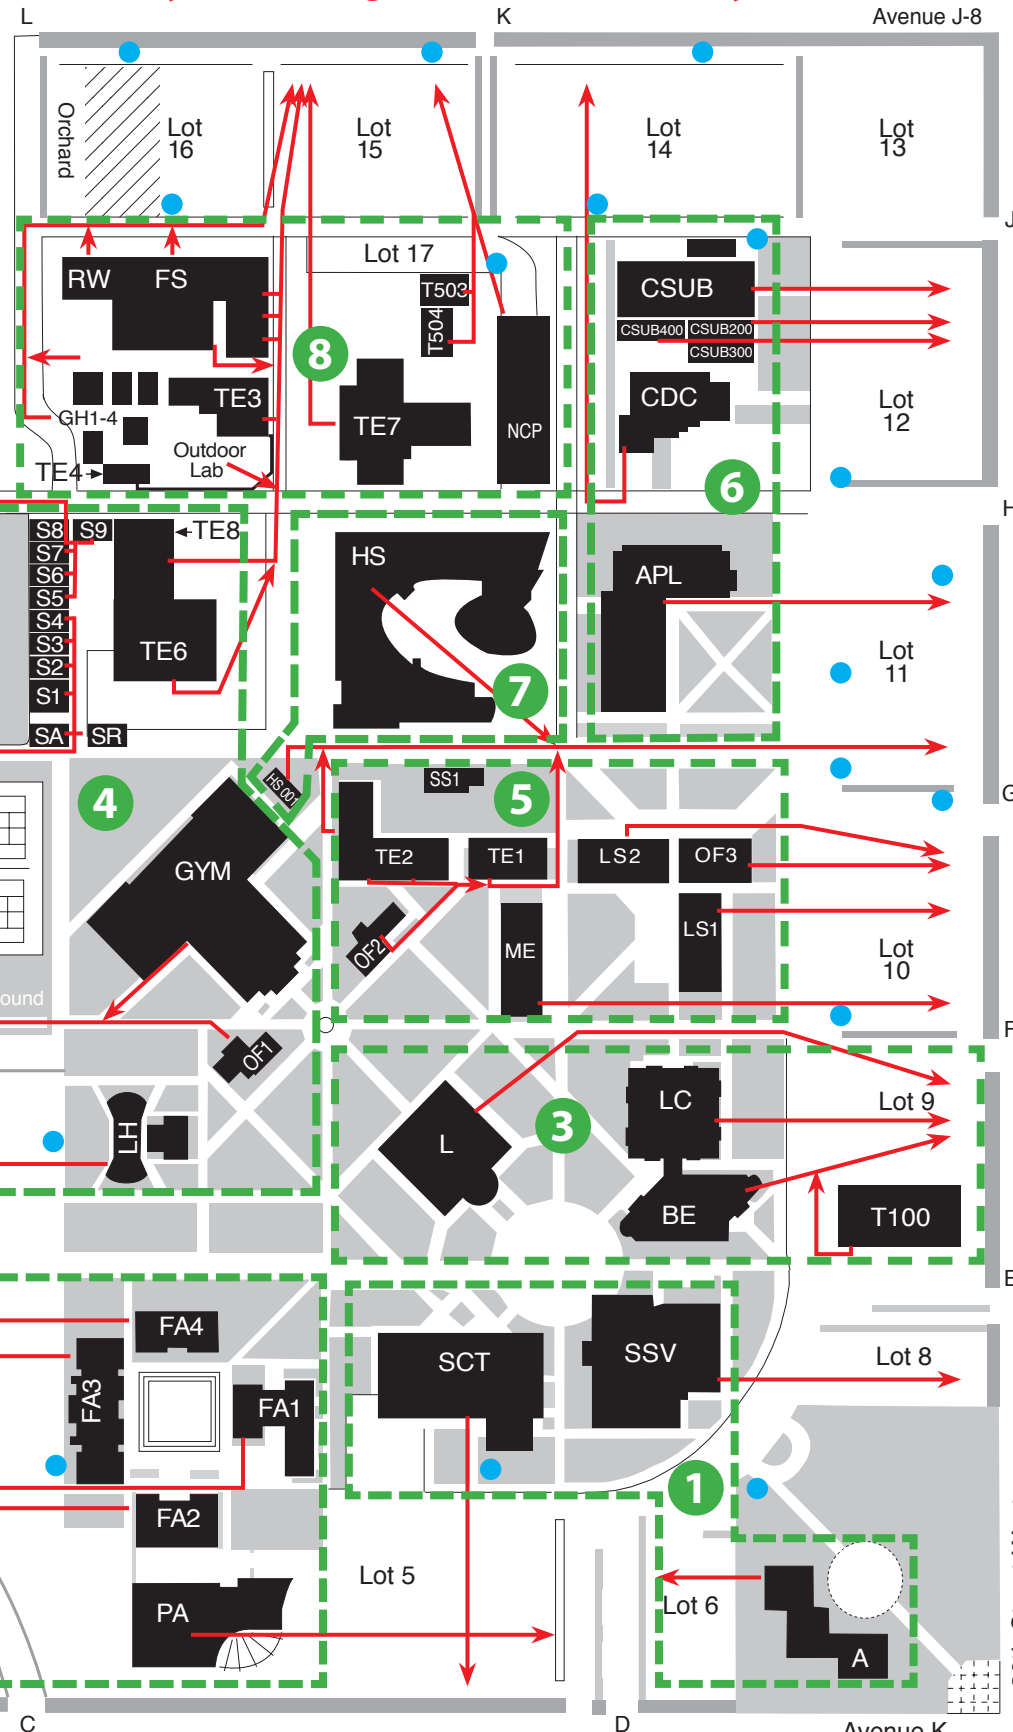 L
K
Avenue J-8
Orchard
Lot
16
Lot
15
Lot
14
Lot
13
J
Lot 17
RW
FS
T503
T504
CSUB
CSUB400
CSUB200
CSUB300
8
TE3
GH1-4
TE7
NCP
CDC
Lot
12
Outdoor
Lab
TE4
6
H
S8
S9
TE8
S7
S6
S5
S4
S3
S2
S1
SA
SR
TE6
HS
APL
Lot
11
7
HS 001
SS1
5
G
4
GYM
TE2
TE1
LS2
OF3
OF2
ME
LS1
Lot
10
ound
OF1
F
LH
L
3
LC
Lot 9
BE
T100
E
FA4
SCT
SSV
Lot 8
FA3
FA1
1
FA2
Lot 5
Lot 6
PA
A
C
D
Avenue K